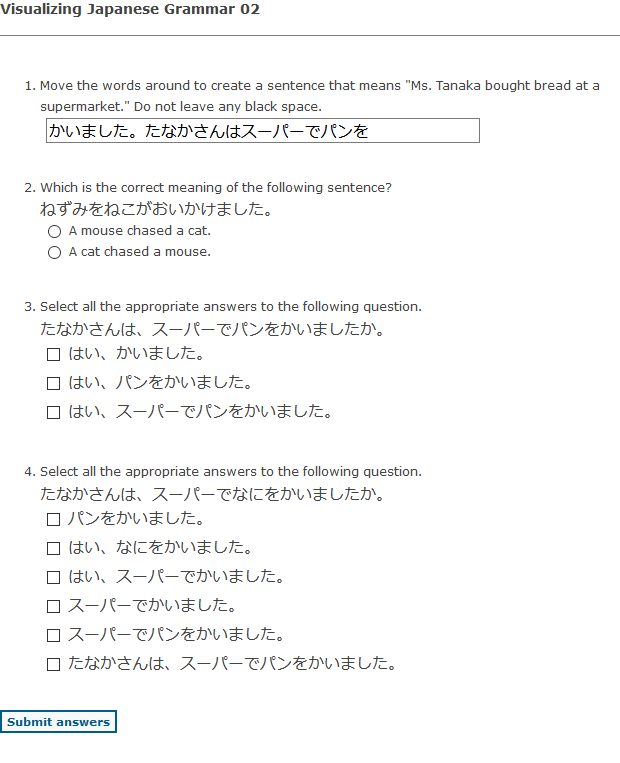 Visualizing Japanese Grammar 02
1. Move the words around to create a sentence that means "Ms. Tanaka bought bread at a
supermarket." Do not leave any black space.
かいました。たなかさんはスーパーでパンを
2. Which is the correct meaning of the following sentence?
ねずみをねこがおいかけました。
A mouse chased a cat.
A cat chased a mouse.
3. Select all the appropriate answers to the following question.
たなかさんは、スーパーでパンをかいましたか。
はい、かいました。
はい、パンをかいました。
はい、スーパーでパンをかいました。
4. Select all the appropriate answers to the following question.
たなかさんは、スーパーでなにをかいましたか。
パンをかいました。
はい、なにをかいました。
はい、スーパーでかいました。
スーパーでかいました。
スーパーでパンをかいました。
たなかさんは、スーパーでパンをかいました。
Submit answers